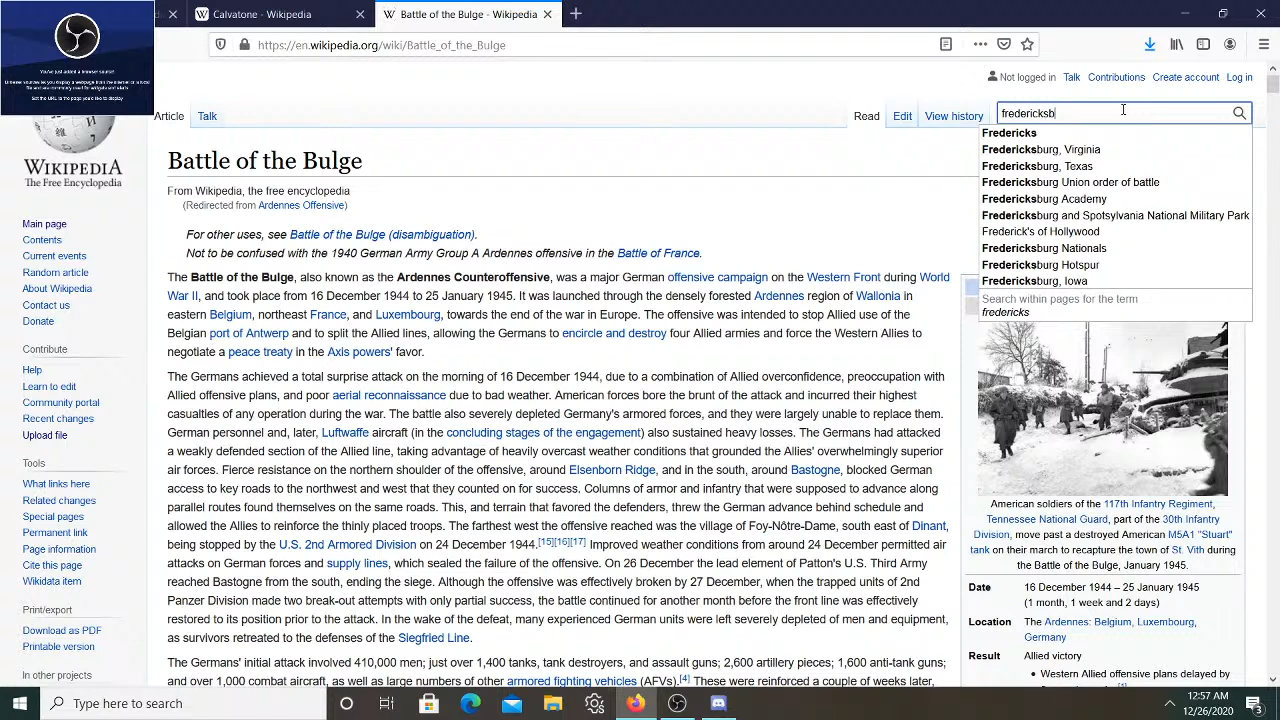 Calvatone - Wikipedia
Battle of the Bulge - Wikipedia
https://en.wikipedia.org/wiki/Battle_of_the_Bulge
You've just added a browser source!
Not logged in Talk Contributions Create account Log in
Article Talk Read Edit View history
fredericksb
Fredericks
Fredericksburg, Virginia
Fredericksburg, Texas
Fredericksburg Union order of battle
Fredericksburg Academy
Fredericksburg and Spotsylvania National Military Park
Frederick's of Hollywood
Fredericksburg Nationals
Fredericksburg Hotspur
Fredericksburg, Iowa
Search within pages for the term
fredericks
WIKIPEDIA
The Free Encyclopedia
Main page
Contents
Current events
Random article
About Wikipedia
Contact us
Donate
Contribute
Help
Learn to edit
Community portal
Recent changes
Upload file
Tools
What links here
Related changes
Special pages
Permanent link
Page information
Cite this page
Wikidata item
Print/export
Download as PDF
Printable version
In other projects
Battle of the Bulge
From Wikipedia, the free encyclopedia
(Redirected from Ardennes Offensive)
For other uses, see Battle of the Bulge (disambiguation).
Not to be confused with the 1940 German Army Group A Ardennes offensive in the Battle of France.
The Battle of the Bulge, also known as the Ardennes Counteroffensive, was a major German offensive campaign on the Western Front during World
War II, and took place from 16 December 1944 to 25 January 1945. It was launched through the densely forested Ardennes region of Wallonia in
eastern Belgium, northeast France, and Luxembourg, towards the end of the war in Europe. The offensive was intended to stop Allied use of the
Belgian port of Antwerp and to split the Allied lines, allowing the Germans to encircle and destroy four Allied armies and force the Western Allies to
negotiate a peace treaty in the Axis powers' favor.
The Germans achieved a total surprise attack on the morning of 16 December 1944, due to a combination of Allied overconfidence, preoccupation with
Allied offensive plans, and poor aerial reconnaissance due to bad weather. American forces bore the brunt of the attack and incurred their highest
casualties of any operation during the war. The battle also severely depleted Germany's armored forces, and they were largely unable to replace them.
German personnel and, later, Luftwaffe aircraft (in the concluding stages of the engagement) also sustained heavy losses. The Germans had attacked
a weakly defended section of the Allied line, taking advantage of heavily overcast weather conditions that grounded the Allies' overwhelmingly superior
air forces. Fierce resistance on the northern shoulder of the offensive, around Elsenborn Ridge, and in the south, around Bastogne, blocked German
access to key roads to the northwest and west that they counted on for success. Columns of armor and infantry that were supposed to advance along
parallel routes found themselves on the same roads. This, and terrain that favored the defenders, threw the German advance behind schedule and
allowed the Allies to reinforce the thinly placed troops. The farthest west the offensive reached was the village of Foy-Nôtre-Dame, south east of Dinant,
being stopped by the U.S. 2nd Armored Division on 24 December 1944.[15][16][17] Improved weather conditions from around 24 December permitted air
attacks on German forces and supply lines, which sealed the failure of the offensive. On 26 December the lead element of Patton's U.S. Third Army
reached Bastogne from the south, ending the siege. Although the offensive was effectively broken by 27 December, when the trapped units of 2nd
Panzer Division made two break-out attempts with only partial success, the battle continued for another month before the front line was effectively
restored to its position prior to the attack. In the wake of the defeat, many experienced German units were left severely depleted of men and equipment,
as survivors retreated to the defenses of the Siegfried Line.
The Germans' initial attack involved 410,000 men; just over 1,400 tanks, tank destroyers, and assault guns; 2,600 artillery pieces; 1,600 anti-tank guns;
and over 1,000 combat aircraft, as well as large numbers of other armored fighting vehicles (AFVs).[4] These were reinforced a couple of weeks later,
American soldiers of the 117th Infantry Regiment,
Tennessee National Guard, part of the 30th Infantry
Division, move past a destroyed American M5A1 "Stuart"
tank on their march to recapture the town of St. Vith during
the Battle of the Bulge, January 1945.
Date 16 December 1944 – 25 January 1945
(1 month, 1 week and 2 days)
Location The Ardennes: Belgium, Luxembourg,
Germany
Result Allied victory
• Western Allied offensive plans delayed by
Type here to search
12:57 AM
12/26/2020
3